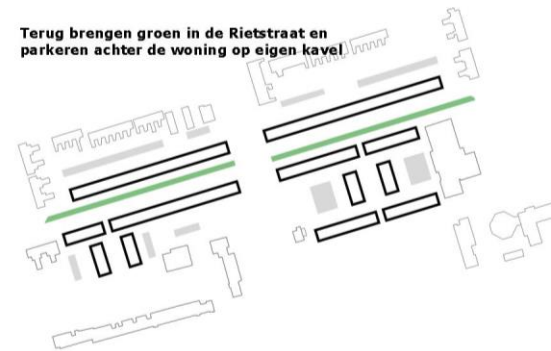 Terug brengen groen in de Rietstraat en
parkeren achter de woning op eigen kavel